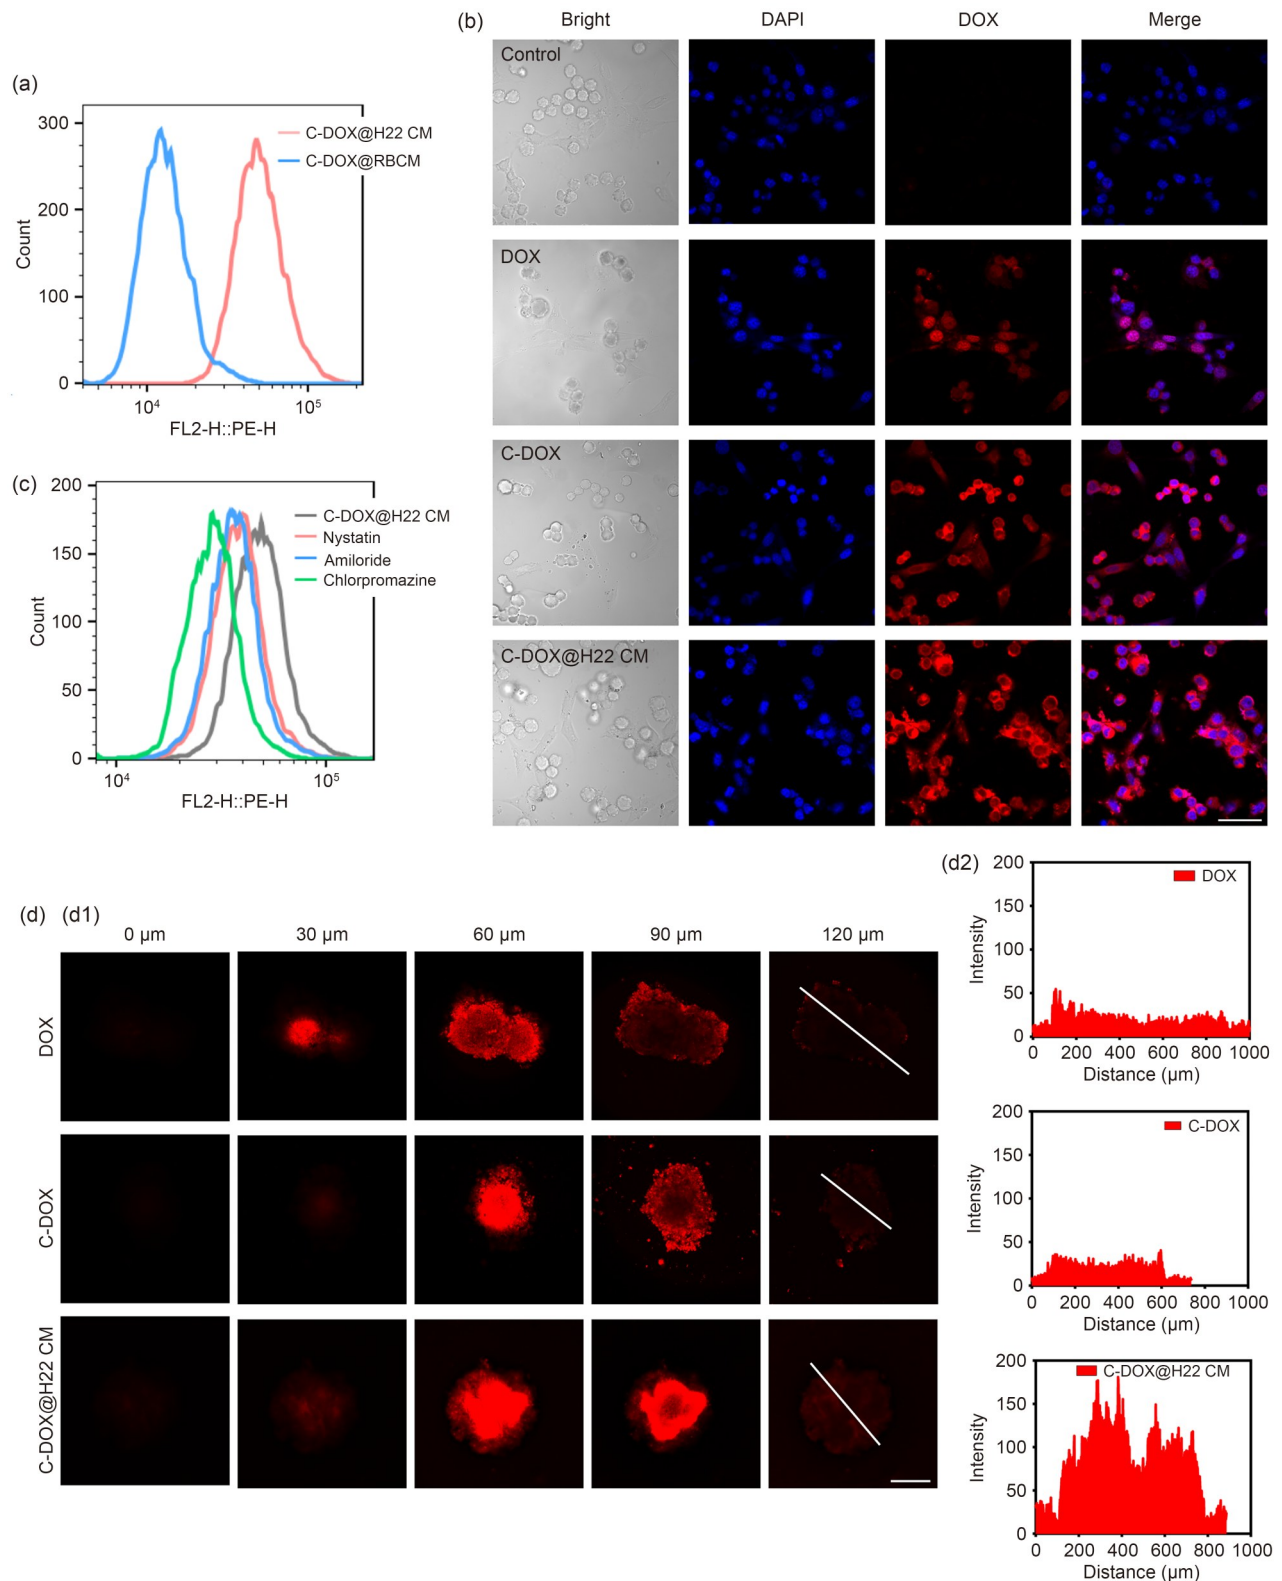 (a)
300
200
100
0
Count
10⁴
10⁵
FL2-H::PE-H
C-DOX@H22 CM
C-DOX@RBCM
(b)
Bright
DAPI
DOX
Merge
Control
DOX
C-DOX
C-DOX@H22 CM
(c)
200
150
100
50
0
Count
10⁴
10⁵
FL2-H::PE-H
C-DOX@H22 CM
Nystatin
Amiloride
Chlorpromazine
(d)
(d1)
0 µm
30 µm
60 µm
90 µm
120 µm
DOX
C-DOX
C-DOX@H22 CM
(d2)
200
150
100
50
0
Intensity
DOX
0 200 400 600 800 1000
Distance (µm)
200
150
100
50
0
Intensity
C-DOX
0 200 400 600 800 1000
Distance (µm)
200
150
100
50
0
Intensity
C-DOX@H22 CM
0 200 400 600 800 1000
Distance (µm)